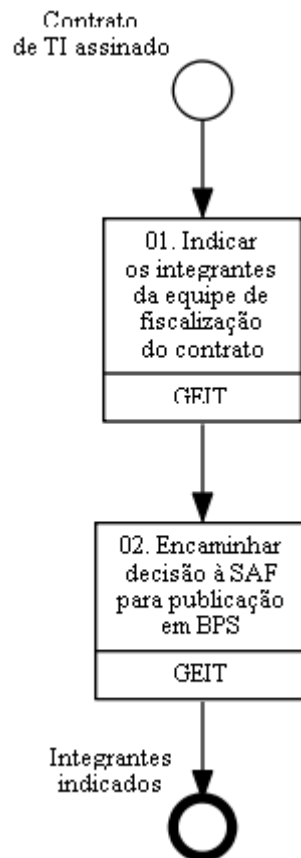 Contrato
de TI assinado
01. Indicar
os integrantes
da equipe de
fiscalização
do contrato
GEIT
02. Encaminhar
decisão à SAF
para publicação
em BPS
GEIT
Integrantes
indicados